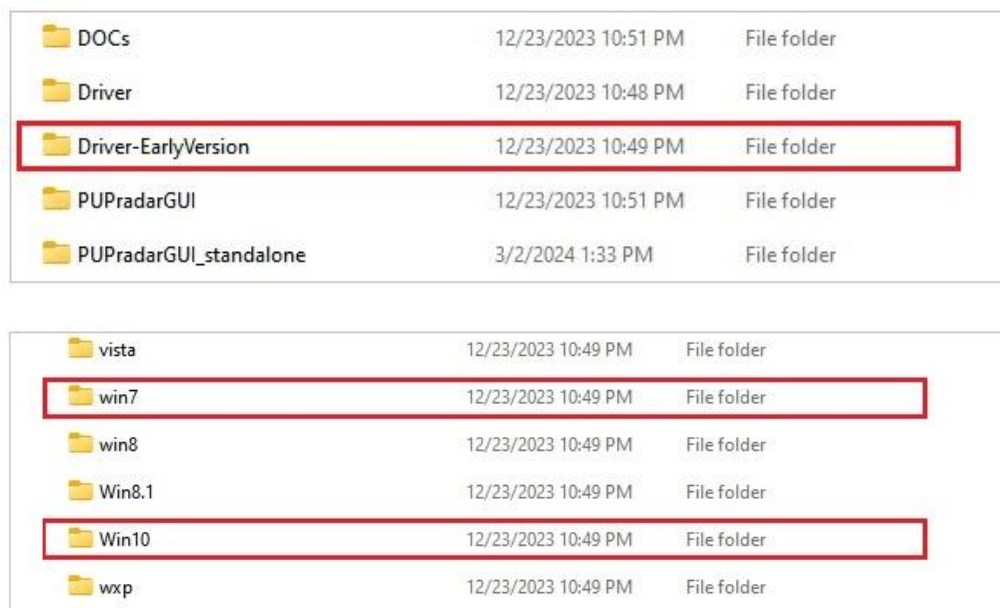 DOCs 12/23/2023 10:51 PM File folder
Driver 12/23/2023 10:48 PM File folder
Driver-EarlyVersion 12/23/2023 10:49 PM File folder
PUPradarGUI 12/23/2023 10:51 PM File folder
PUPradarGUI_standalone 3/2/2024 1:33 PM File folder
vista 12/23/2023 10:49 PM File folder
win7 12/23/2023 10:49 PM File folder
win8 12/23/2023 10:49 PM File folder
Win8.1 12/23/2023 10:49 PM File folder
Win10 12/23/2023 10:49 PM File folder
wxp 12/23/2023 10:49 PM File folder